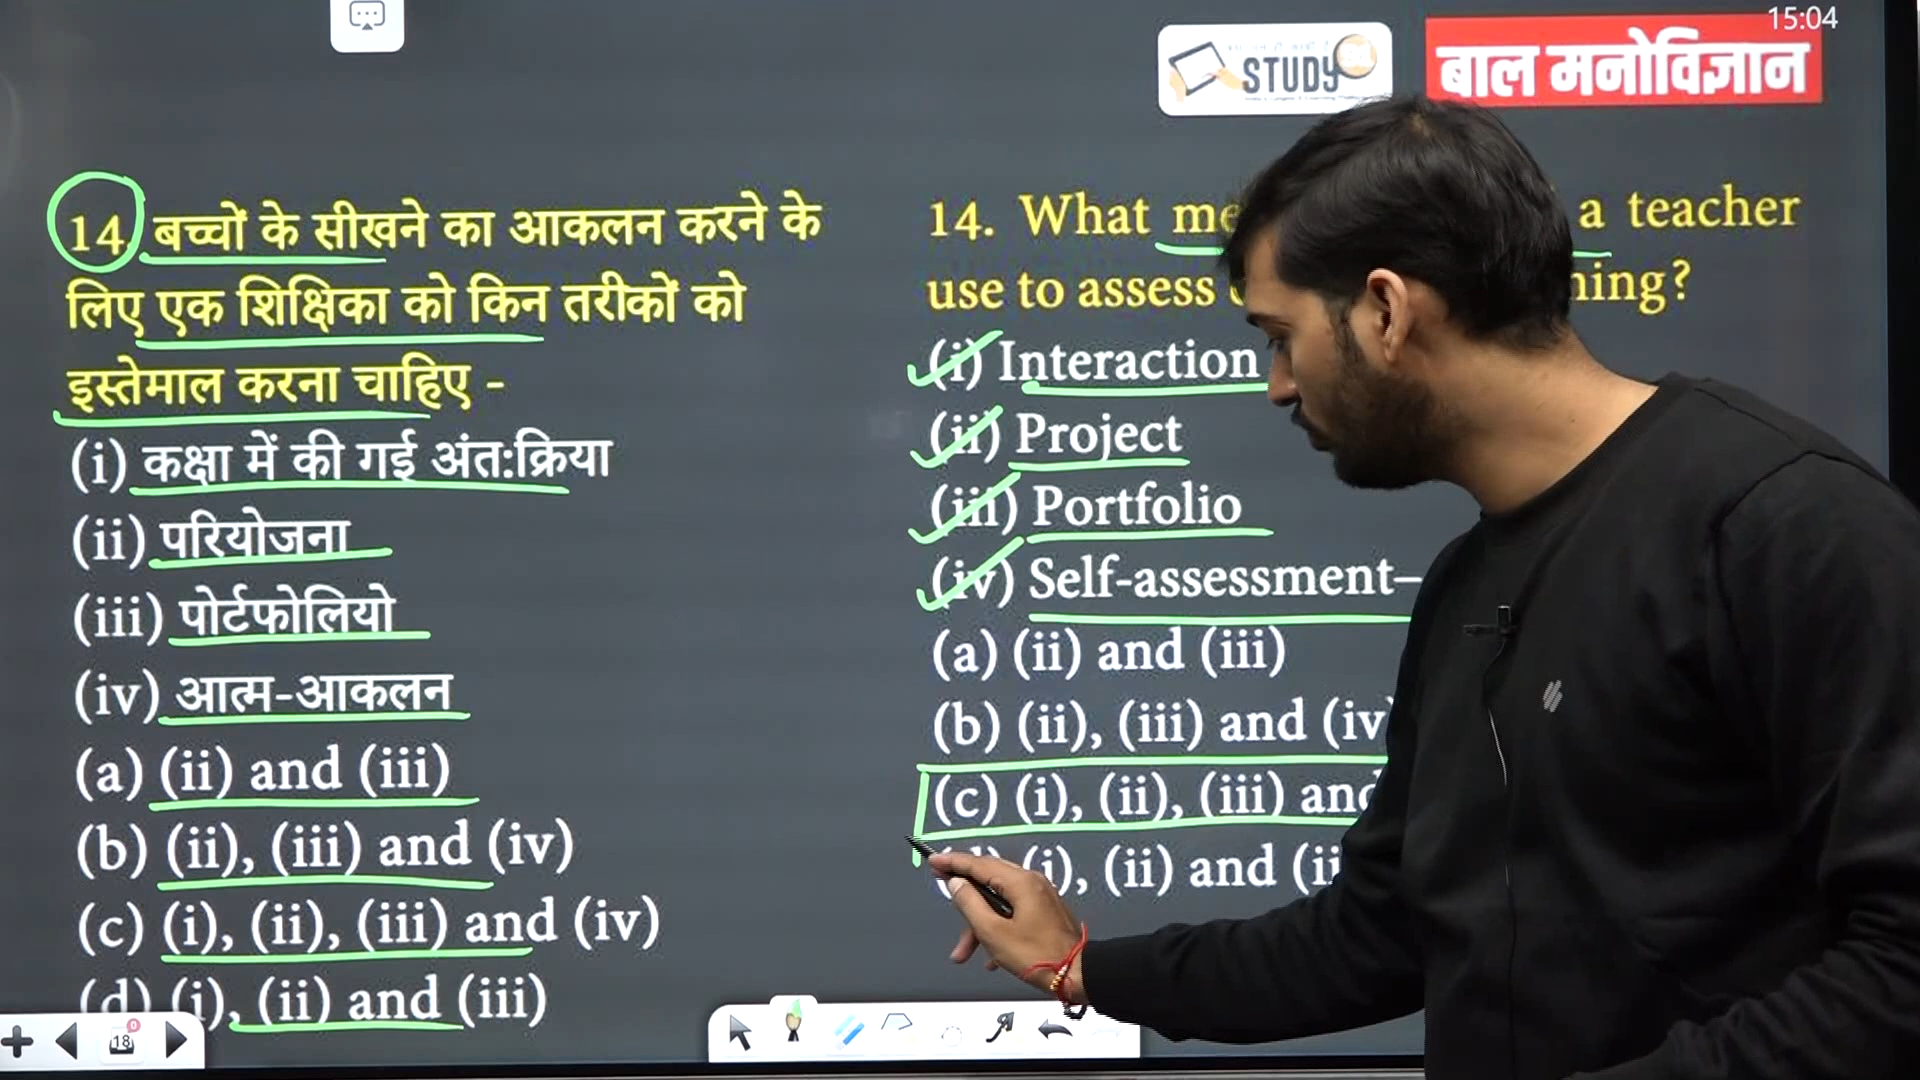 15:04
STUDY
बाल मनोविज्ञान
14. बच्चों के सीखने का आकलन करने के
लिए एक शिक्षिका को किन तरीकों को
इस्तेमाल करना चाहिए -
(i) कक्षा में की गई अंत:क्रिया
(ii) परियोजना
(iii) पोर्टफोलियो
(iv) आत्म-आकलन
(a) (ii) and (iii)
(b) (ii), (iii) and (iv)
(c) (i), (ii), (iii) and (iv)
(d) (i), (ii) and (iii)
14. What a teacher
use to assess
(i) Interaction
(ii) Project
(iii) Portfolio
(iv) Self-assessment–
(a) (ii) and (iii)
(b) (ii), (iii) and (iv)
(c) (i), (ii), (iii) and
(i), (ii) and
18
0